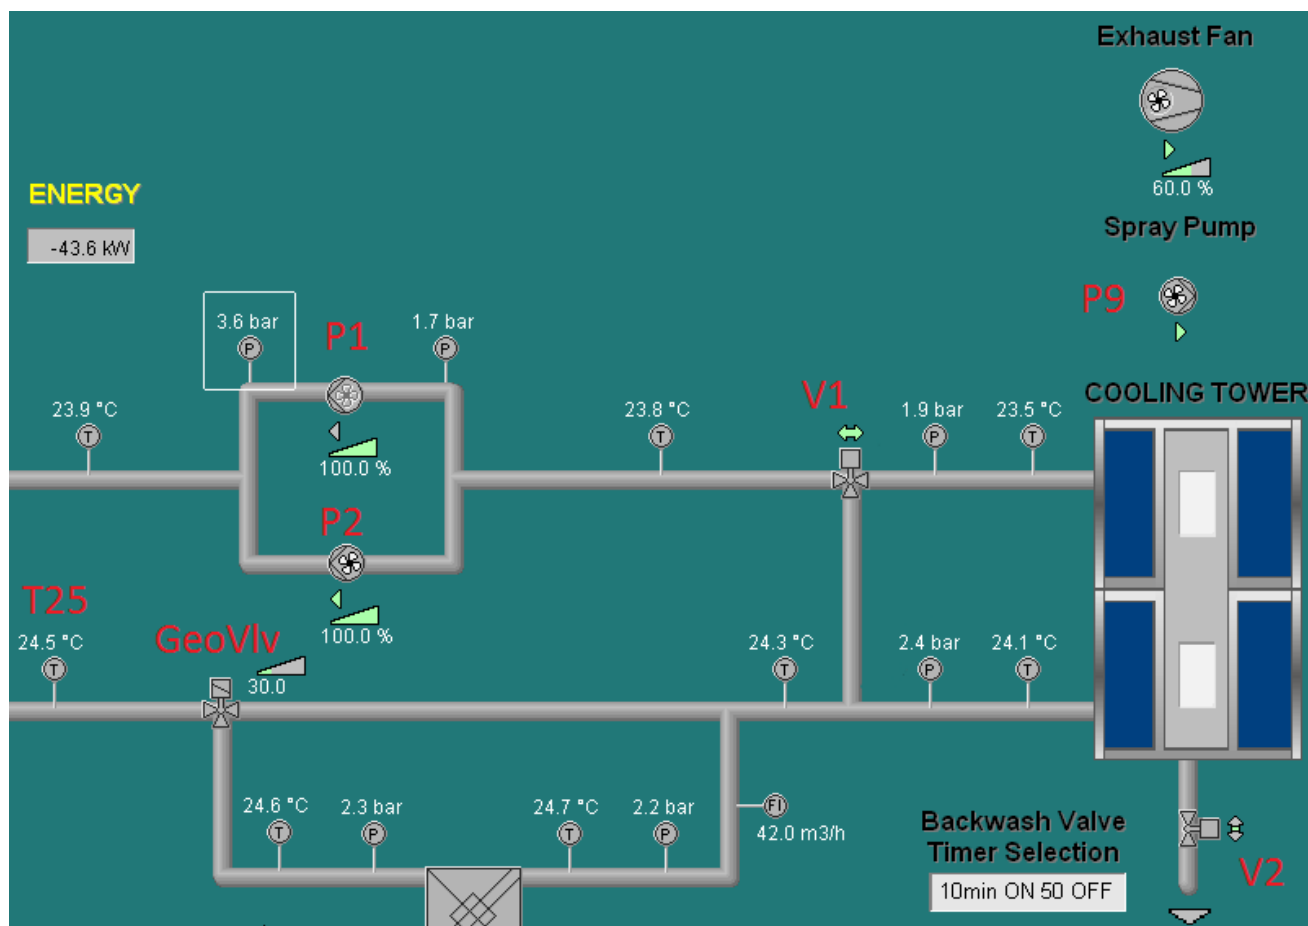 Exhaust Fan
60.0 %
ENERGY
-43.6 kW
Spray Pump
P9
3.6 bar
P
P1
1.7 bar
P
100.0 %
23.9 °C
T
23.8 °C
T
V1
1.9 bar
P
23.5 °C
T
COOLING TOWER
P2
100.0 %
T25
24.5 °C
T
GeoVlv
30.0
24.3 °C
T
2.4 bar
P
24.1 °C
T
24.6 °C
T
2.3 bar
P
24.7 °C
T
2.2 bar
P
FI
42.0 m3/h
Backwash Valve
Timer Selection
10min ON 50 OFF
V2